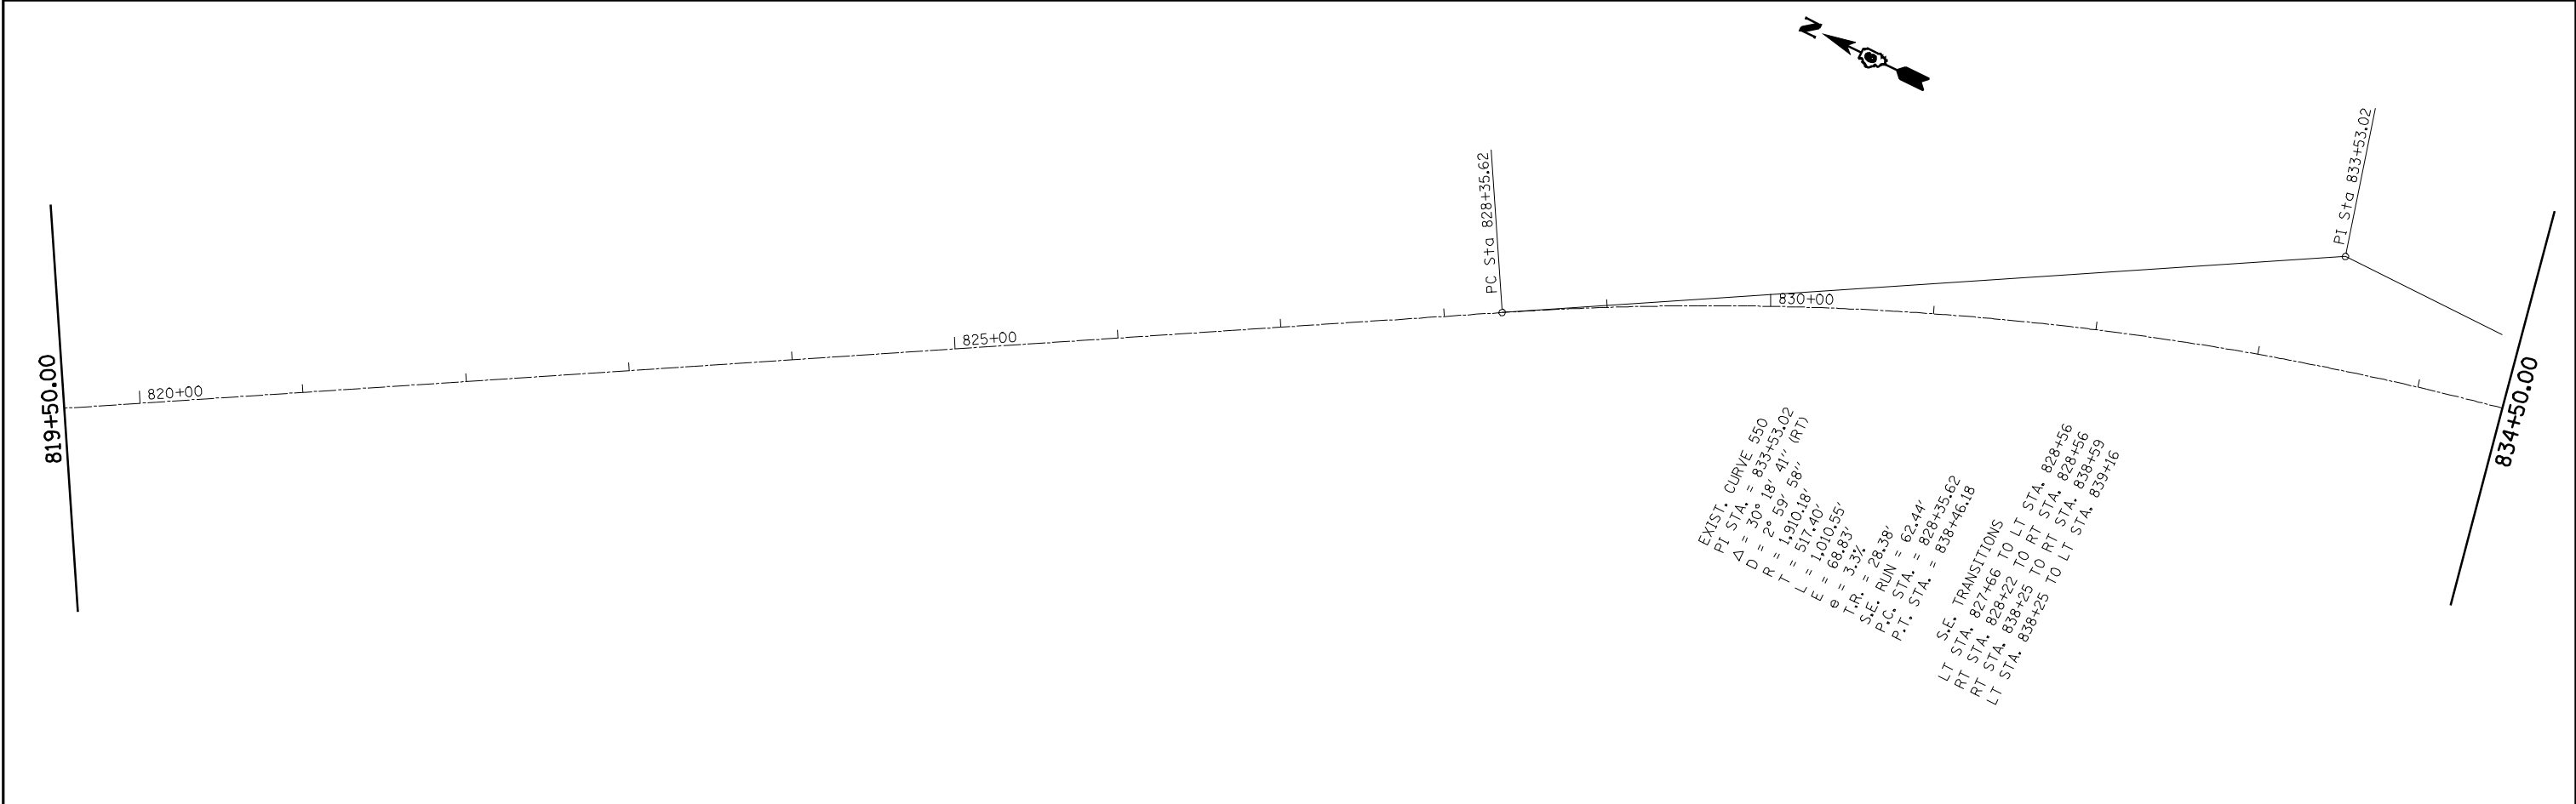 N
PC Sta 828+35.62
PI Sta 833+53.02
819+50.00
820+00
825+00
830+00
834+50.00
EXIST. CURVE 550
PI STA. = 833+53.02
Δ = 30° 18' 41'' (RT)
D = 2° 59' 58''
R = 1,910.18'
T = 517.40'
L = 1,010.55'
E = 68.83'
e = 3.3%
T.R. = 28.38'
S.E. RUN = 62.44'
P.C. STA. = 828+35.62
P.T. STA. = 838+46.18
S.E. TRANSITIONS
LT STA. 827+66 TO LT STA. 828+56
RT STA. 828+22 TO RT STA. 828+56
RT STA. 838+25 TO RT STA. 838+59
LT STA. 838+25 TO LT STA. 839+16